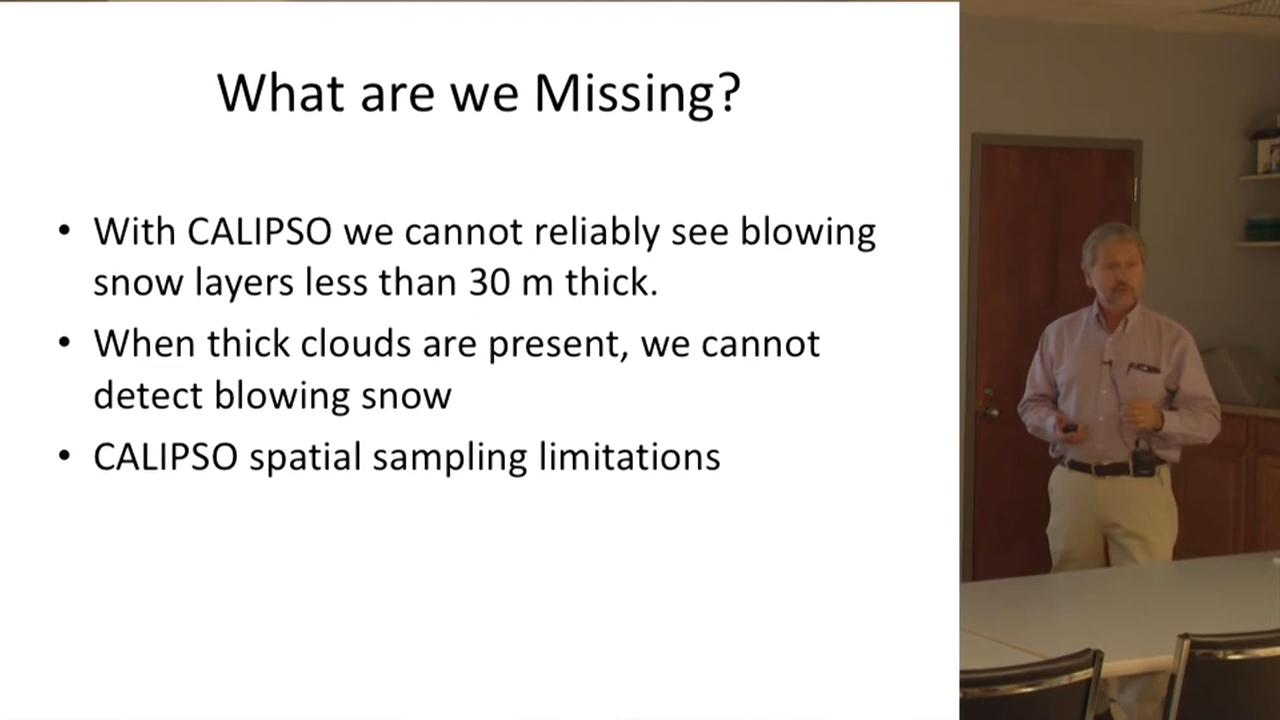 What are we Missing?
• With CALIPSO we cannot reliably see blowing
snow layers less than 30 m thick.
• When thick clouds are present, we cannot
detect blowing snow
• CALIPSO spatial sampling limitations